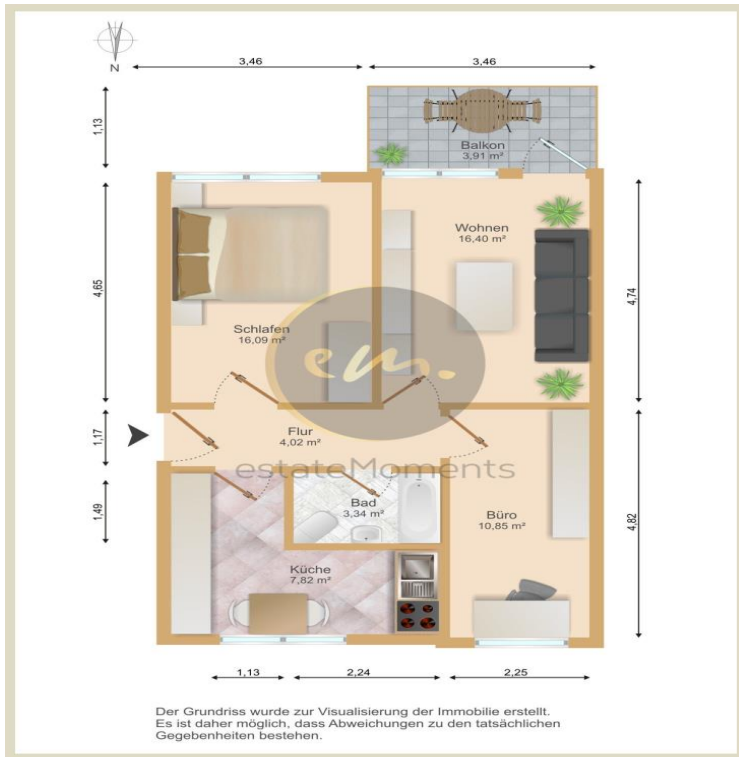 N
3,46
3,46
1,13
Balkon
3,91 m²
Wohnen
16,40 m²
4,65
4,74
Schlafen
16,09 m²
em.
Flur
4,02 m²
1,17
estateMoments
Bad
3,34 m²
1,49
Büro
10,85 m²
4,82
Küche
7,82 m²
1,13
2,24
2,25
Der Grundriss wurde zur Visualisierung der Immobilie erstellt.
Es ist daher möglich, dass Abweichungen zu den tatsächlichen
Gegebenheiten bestehen.